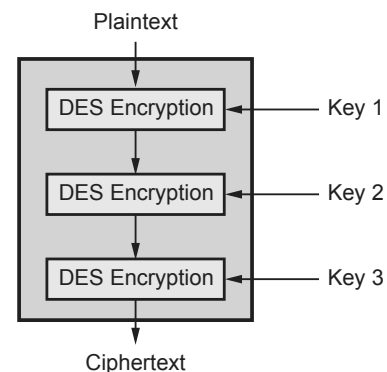 Plaintext
DES Encryption
Key 1
DES Encryption
Key 2
DES Encryption
Key 3
Ciphertext